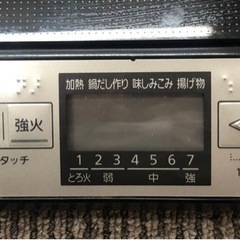 加熱 鍋だし作り 味しみこみ 揚げ物
強火
タッチ
1 2 3 4 5 6 7
とろ火 弱 中 強